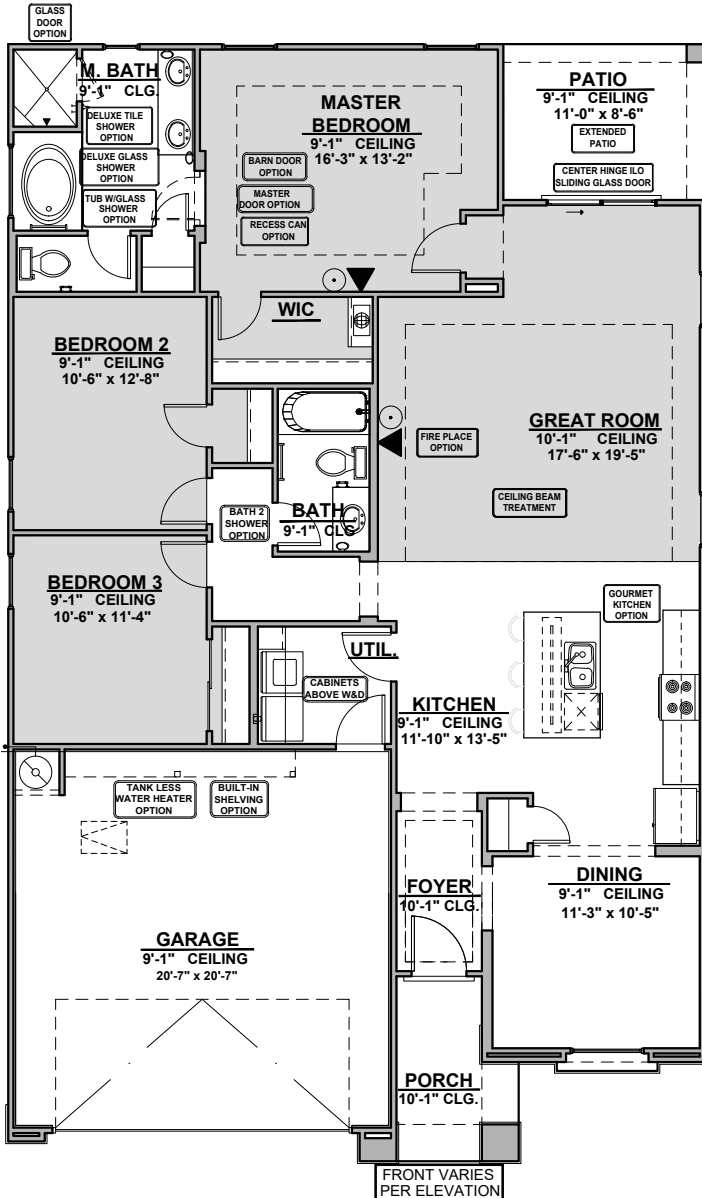 GLASS
DOOR
OPTION
M. BATH
9'-1" CLG.
DELUXE TILE
SHOWER
OPTION
DELUXE GLASS
SHOWER
OPTION
TUB W/GLASS
SHOWER
OPTION
MASTER
BEDROOM
9'-1" CEILING
16'-3" x 13'-2"
BARN DOOR
OPTION
MASTER
DOOR OPTION
RECESS CAN
OPTION
PATIO
9'-1" CEILING
11'-0" x 8'-6"
EXTENDED
PATIO
CENTER HINGE ILO
SLIDING GLASS DOOR
WIC
BEDROOM 2
9'-1" CEILING
10'-6" x 12'-8"
GREAT ROOM
10'-1" CEILING
17'-6" x 19'-5"
FIRE PLACE
OPTION
CEILING BEAM
TREATMENT
BATH 2
SHOWER
OPTION
BATH
9'-1" CLG
BEDROOM 3
9'-1" CEILING
10'-6" x 11'-4"
GOURMET
KITCHEN
OPTION
UTIL.
CABINETS
ABOVE W&D
KITCHEN
9'-1" CEILING
11'-10" x 13'-5"
TANK LESS
WATER HEATER
OPTION
BUILT-IN
SHELVING
OPTION
FOYER
10'-1" CLG.
DINING
9'-1" CEILING
11'-3" x 10'-5"
GARAGE
9'-1" CEILING
20'-7" x 20'-7"
PORCH
10'-1" CLG.
FRONT VARIES
PER ELEVATION